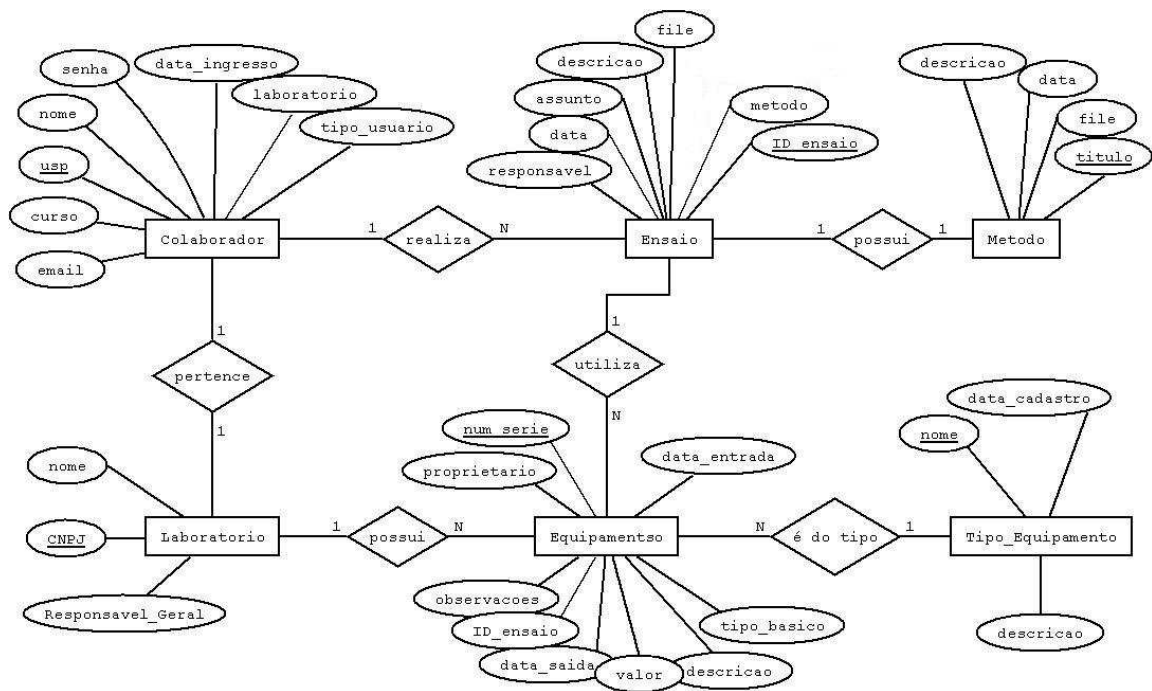 file
senha
data_ingresso
descricao
descricao
data
laboratorio
assunto
metodo
nome
tipo_usuario
data
ID_ensaio
file
usp
responsavel
titulo
curso
Colaborador
1
realiza
N
Ensaio
1
possui
1
Metodo
email
1
1
utiliza
pertence
data_cadastro
1
N
num_serie
nome
nome
proprietario
data_entrada
CNPJ
Laboratorio
1
possui
N
Equipamentso
N
é do tipo
1
Tipo_Equipamento
Responsavel_Geral
observacoes
tipo_basico
ID_ensaio
descricao
data_saida
valor
descricao